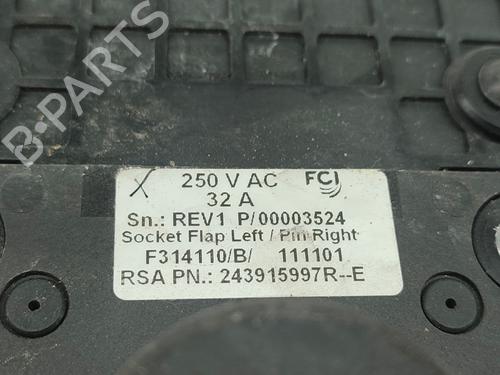 B-PARTS
X 250 V AC FCI
32 A
Sn.: REV1 P/00003524
Socket Flap Left / Pin Right
F314110/B/ 111101
RSA PN.: 243915997R--E